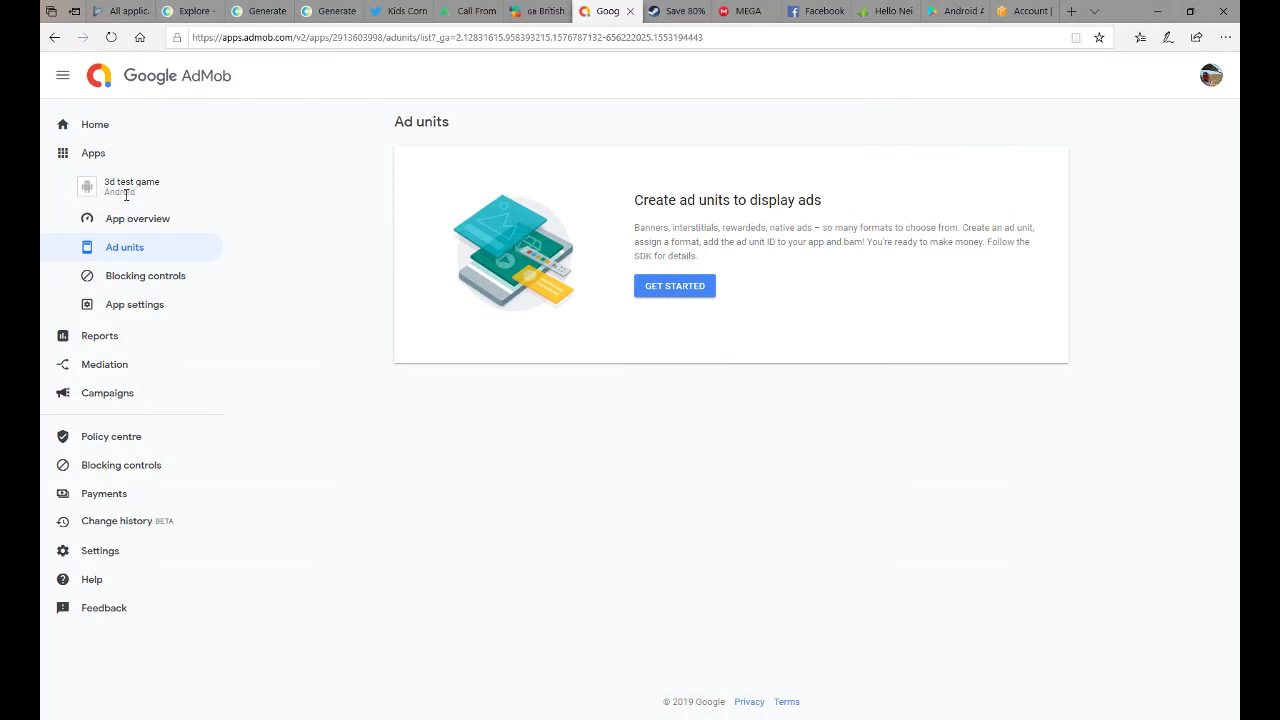 All applic.
Explore -
Generate
Generate
Kids Corn
Call From
British
Goog
Save 80%
MEGA
Facebook
Hello Nei
Android A
Account |
https://apps.admob.com/v2/apps/2913603998/adunits/list?_ga=2.12831615.958393215.1576787132-656222025.1553194443
Google AdMob
Home
Apps
3d test game
Android
App overview
Ad units
Blocking controls
App settings
Reports
Mediation
Campaigns
Policy centre
Blocking controls
Payments
Change history BETA
Settings
Help
Feedback
Ad units
Create ad units to display ads
Banners, interstitials, rewardeds, native ads – so many formats to choose from. Create an ad unit,
assign a format, add the ad unit ID to your app and bam! You're ready to make money. Follow the
SDK for details.
GET STARTED
© 2019 Google
Privacy
Terms